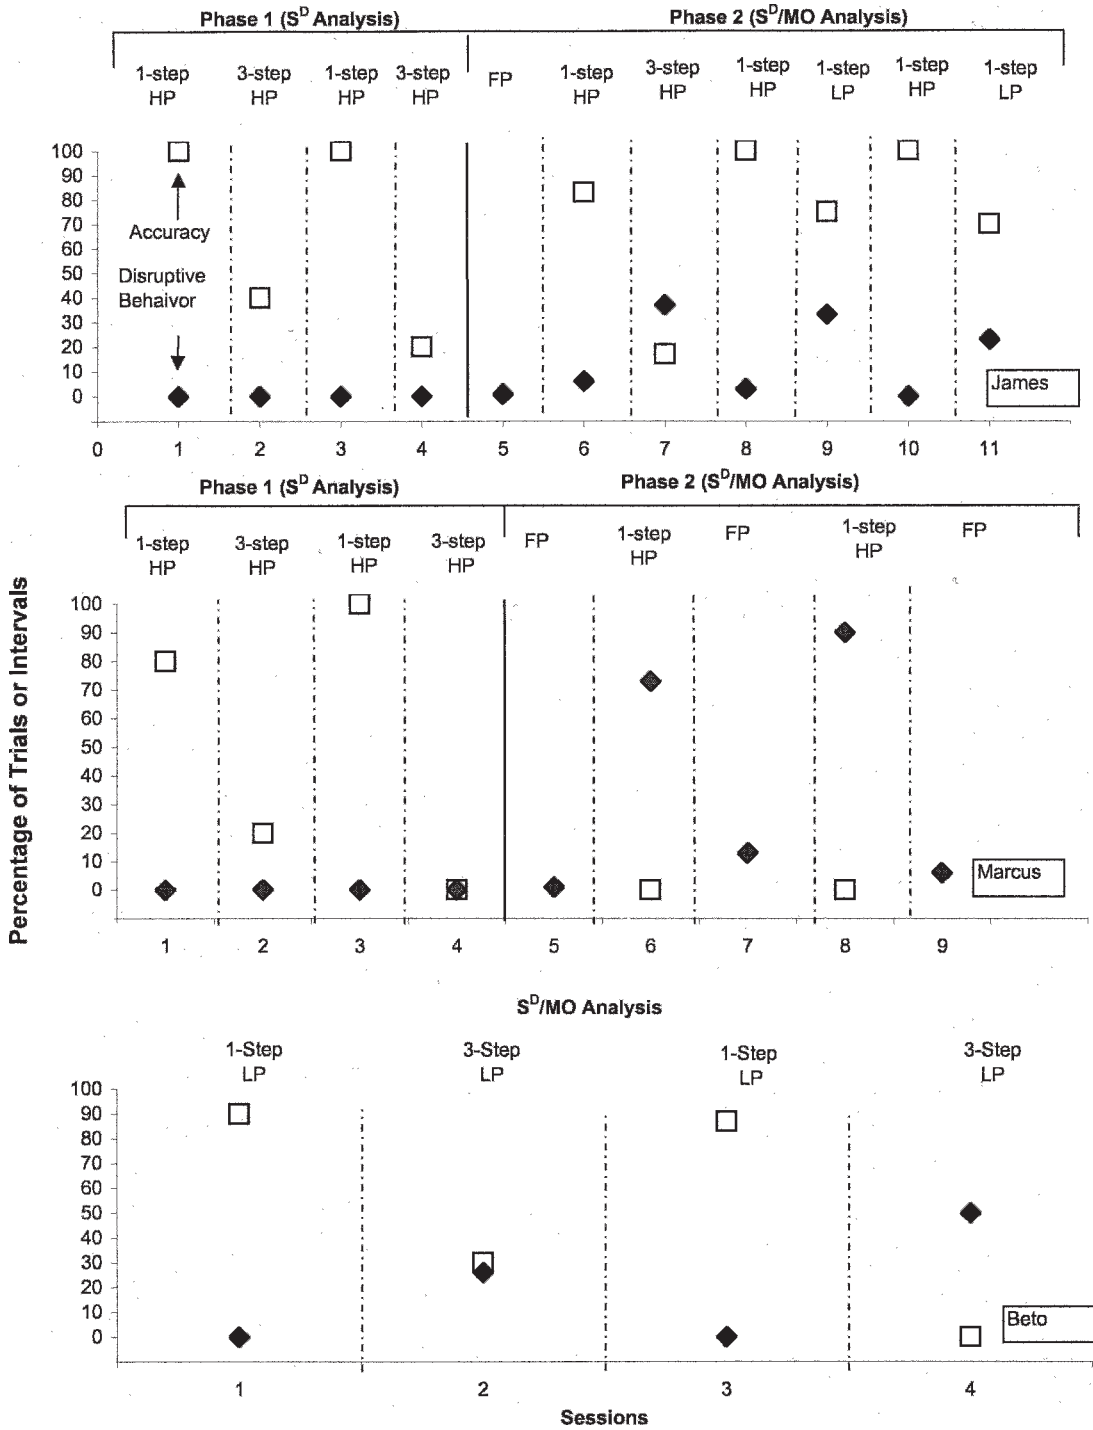 Phase 1 (S^D Analysis) Phase 2 (S^D/MO Analysis)
1-step 3-step 1-step 3-step FP 1-step 3-step 1-step 1-step 1-step 1-step
HP HP HP HP HP HP HP LP HP LP
100
90
80
70
Accuracy
60
50
Disruptive
40
Behaivor
30
20
10
0
James
0 1 2 3 4 5 6 7 8 9 10 11
Phase 1 (S^D Analysis) Phase 2 (S^D/MO Analysis)
1-step 3-step 1-step 3-step FP 1-step FP 1-step FP
HP HP HP HP HP HP
100
90
80
70
60
50
40
30
20
10
0
Marcus
1 2 3 4 5 6 7 8 9
Percentage of Trials or Intervals
S^D/MO Analysis
1-Step 3-Step 1-Step 3-Step
LP LP LP LP
100
90
80
70
60
50
40
30
20
10
0
Beto
1 2 3 4
Sessions